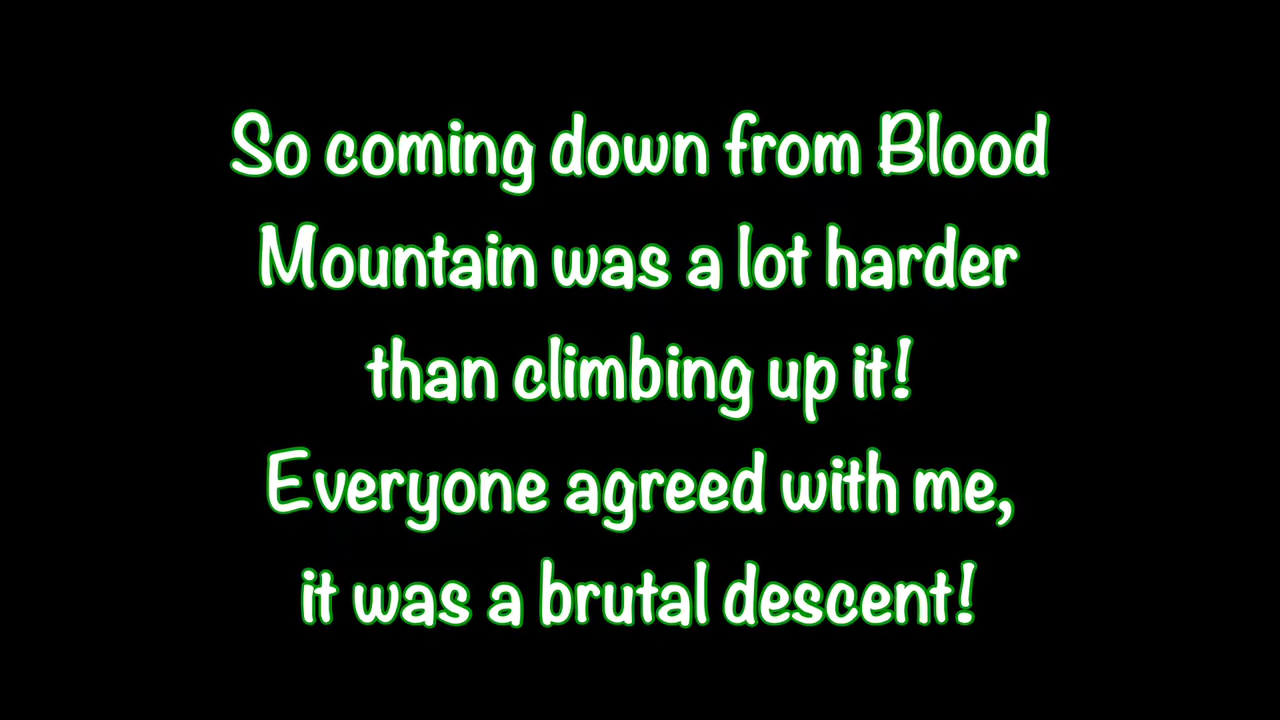 So coming down from Blood
Mountain was a lot harder
than climbing up it!
Everyone agreed with me,
it was a brutal descent!